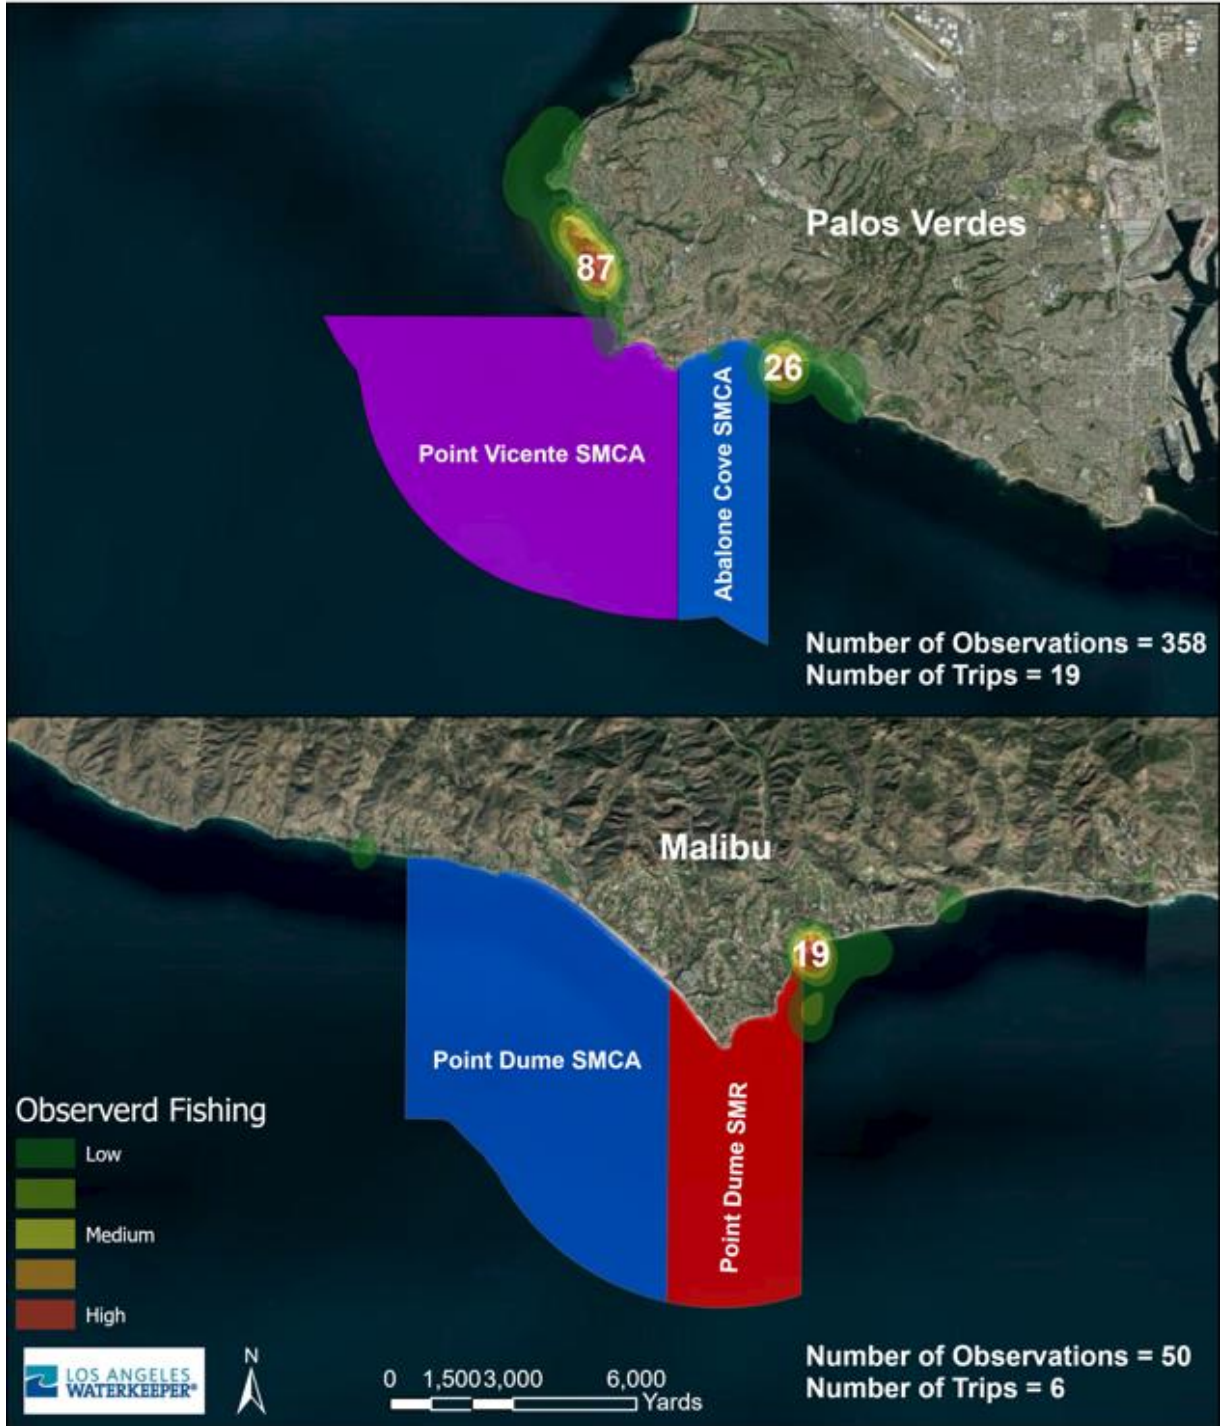 Palos Verdes
87
26
Point Vicente SMCA
Abalone Cove SMCA
Number of Observations = 358
Number of Trips = 19
Malibu
19
Point Dume SMCA
Point Dume SMR
Observerd Fishing
Low
Medium
High
LOS ANGELES
WATERKEEPER®
N
0 1,500 3,000 6,000
Yards
Number of Observations = 50
Number of Trips = 6